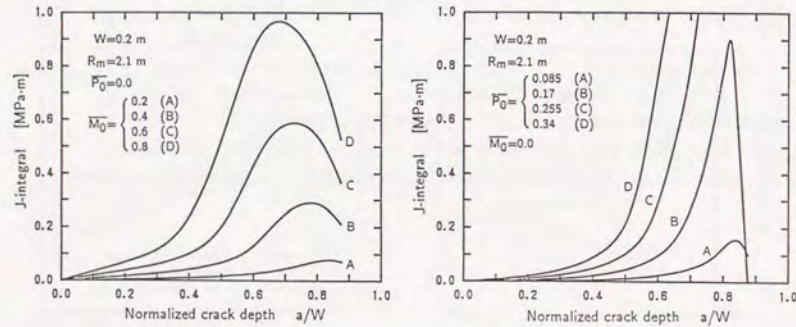 1.0
0.8
0.6
0.4
0.2
0.0
J-integral [MPa·m]
W=0.2 m
Rm=2.1 m
P0=0.0
M0=
0.2 (A)
0.4 (B)
0.6 (C)
0.8 (D)
D
C
B
A
0.0 0.2 0.4 0.6 0.8 1.0
Normalized crack depth a/W
1.0
0.8
0.6
0.4
0.2
0.0
J-integral [MPa·m]
W=0.2 m
Rm=2.1 m
P0=
0.085 (A)
0.17 (B)
0.255 (C)
0.34 (D)
M0=0.0
D
C
B
A
0.0 0.2 0.4 0.6 0.8 1.0
Normalized crack depth a/W